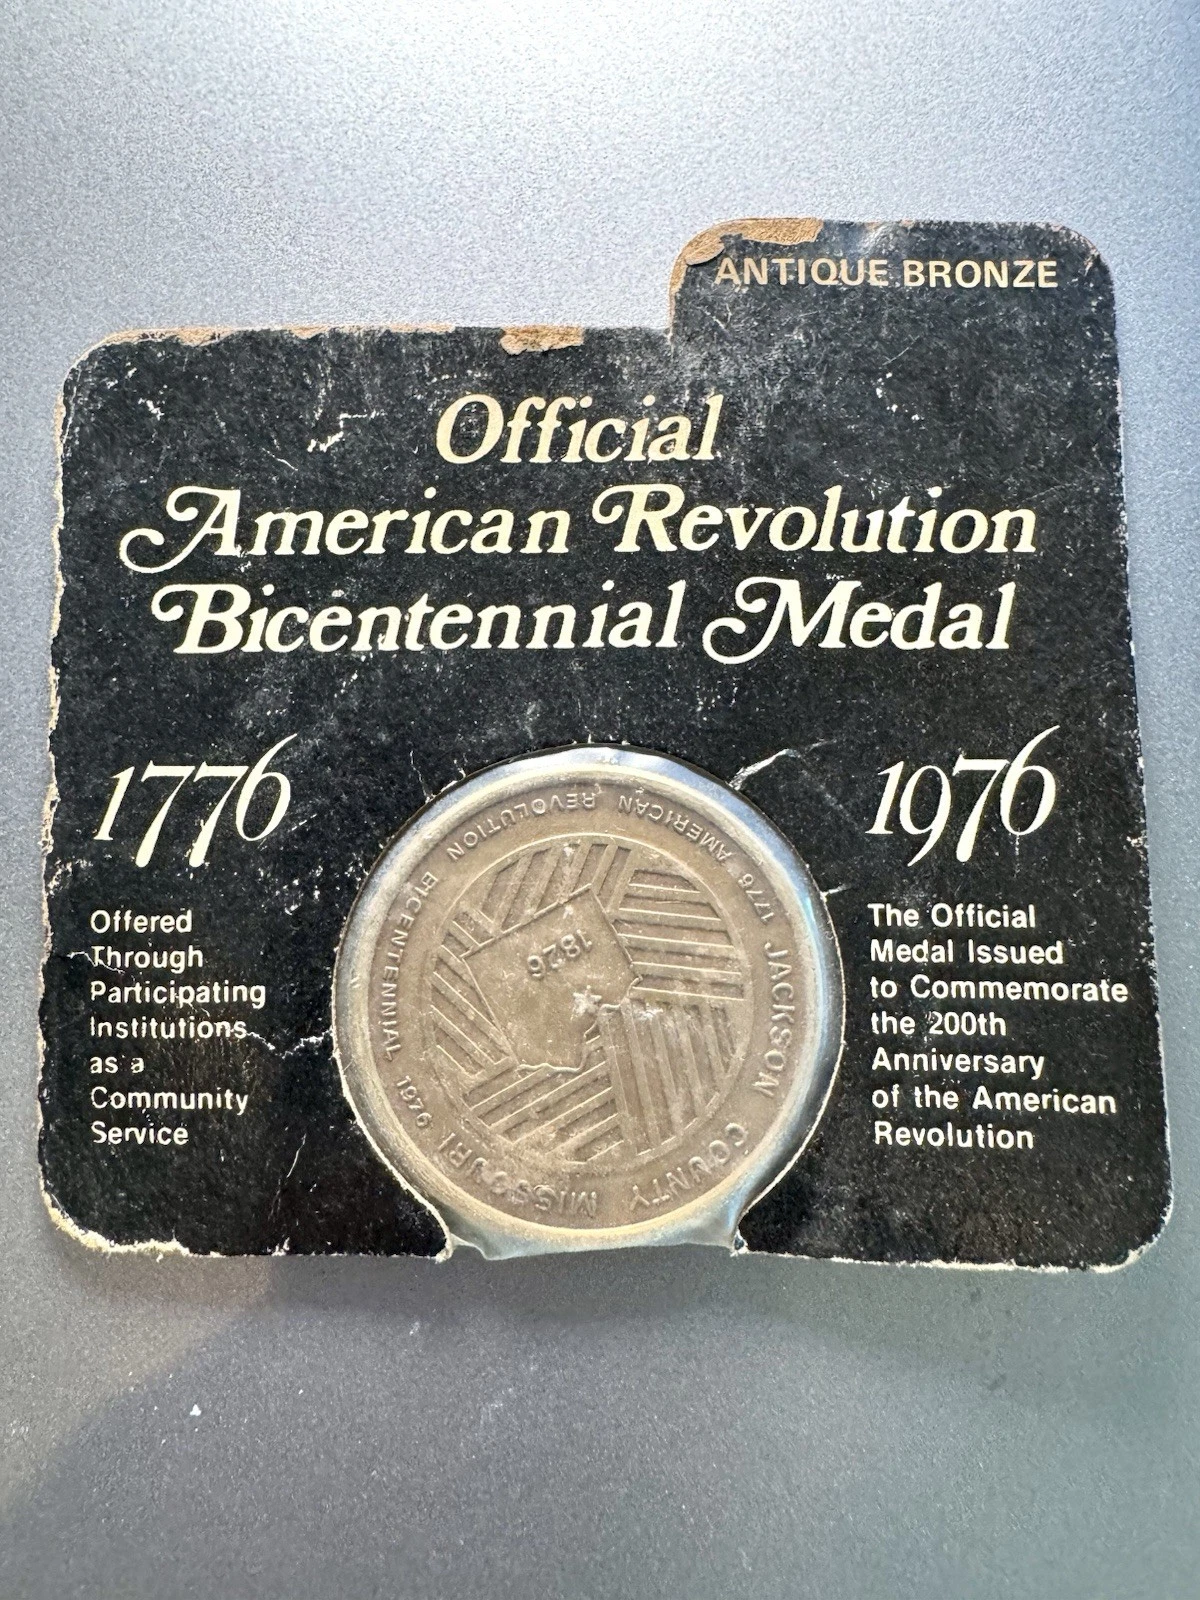 ANTIQUE BRONZE
Official
American Revolution
Bicentennial Medal
1776
1976
Offered
Through
Participating
Institutions
as a
Community
Service
The Official
Medal Issued
to Commemorate
the 200th
Anniversary
of the American
Revolution
JACKSON COUNTY MISSOURI
1776 AMERICAN REVOLUTION BICENTENNIAL 1976
1826